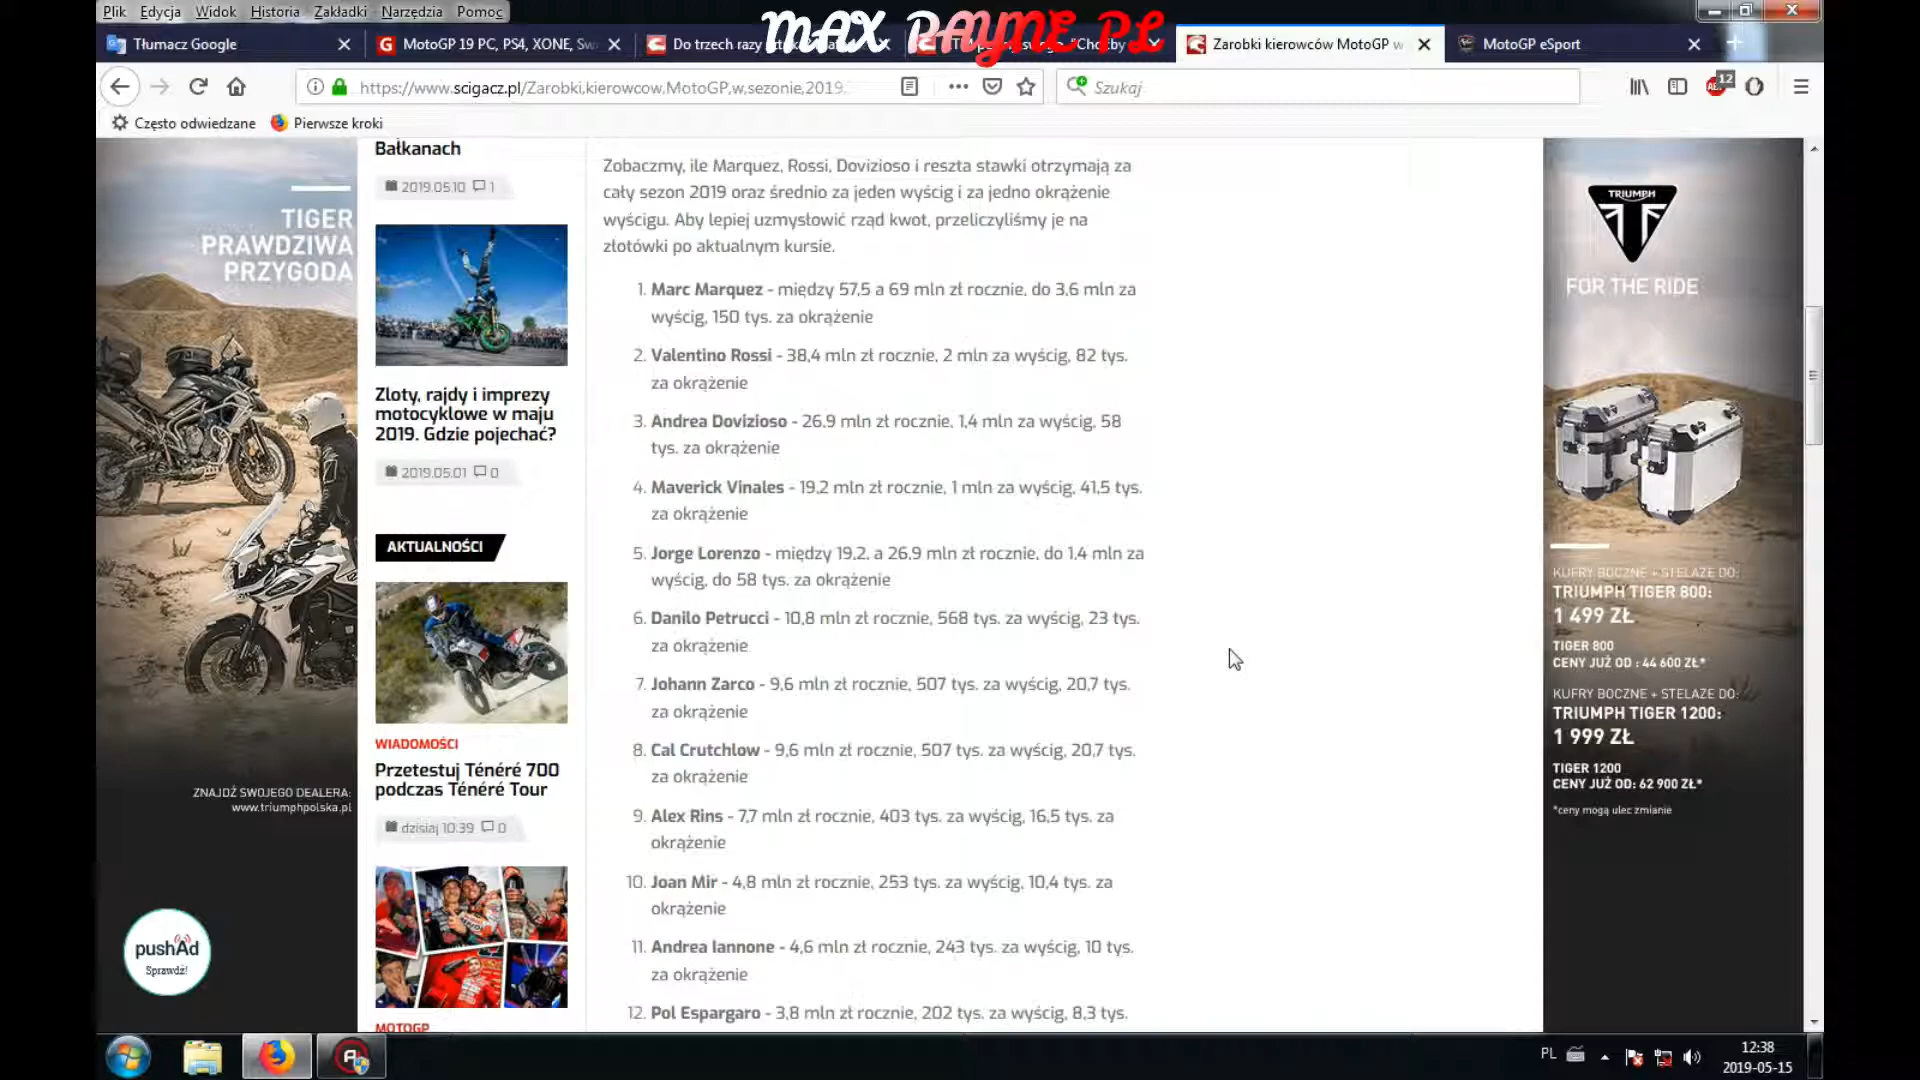 Plik Edycja Widok Historia Zakładki Narzędzia Pomoc
MAX PAYNE PL
Tłumacz Google
MotoGP 19 PC, PS4, XONE, Sw
Do trzech razy
Zarobki kierowców MotoGP w
MotoGP eSport
https://www.scigacz.pl/Zarobki,kierowcow,MotoGP,w,sezonie,2019,
Szukaj
12
Często odwiedzane
Pierwsze kroki
TIGER
PRAWDZIWA
PRZYGODA
ZNAJDŹ SWOJEGO DEALERA:
www.triumphpolska.pl
pushAd
Sprawdź!
Bałkanach
2019.05.10 1
Zloty, rajdy i imprezy
motocyklowe w maju
2019. Gdzie pojechać?
2019.05.01 0
AKTUALNOŚCI
WIADOMOŚCI
Przetestuj Ténéré 700
podczas Ténéré Tour
dzisiaj 10:39 0
MOTOGP
Zobaczmy, ile Marquez, Rossi, Dovizioso i reszta stawki otrzymają za
cały sezon 2019 oraz średnio za jeden wyścig i za jedno okrążenie
wyścigu. Aby lepiej uzmysłowić rząd kwot, przeliczyliśmy je na
złotówki po aktualnym kursie.
1. Marc Marquez - między 57,5 a 69 mln zł rocznie, do 3,6 mln za
wyścig, 150 tys. za okrążenie
2. Valentino Rossi - 38,4 mln zł rocznie, 2 mln za wyścig, 82 tys.
za okrążenie
3. Andrea Dovizioso - 26,9 mln zł rocznie, 1,4 mln za wyścig, 58
tys. za okrążenie
4. Maverick Vinales - 19,2 mln zł rocznie, 1 mln za wyścig, 41,5 tys.
za okrążenie
5. Jorge Lorenzo - między 19,2, a 26,9 mln zł rocznie, do 1,4 mln za
wyścig, do 58 tys. za okrążenie
6. Danilo Petrucci - 10,8 mln zł rocznie, 568 tys. za wyścig, 23 tys.
za okrążenie
7. Johann Zarco - 9,6 mln zł rocznie, 507 tys. za wyścig, 20,7 tys.
za okrążenie
8. Cal Crutchlow - 9,6 mln zł rocznie, 507 tys. za wyścig, 20,7 tys.
za okrążenie
9. Alex Rins - 7,7 mln zł rocznie, 403 tys. za wyścig, 16,5 tys. za
okrążenie
10. Joan Mir - 4,8 mln zł rocznie, 253 tys. za wyścig, 10,4 tys. za
okrążenie
11. Andrea Iannone - 4,6 mln zł rocznie, 243 tys. za wyścig, 10 tys.
za okrążenie
12. Pol Espargaro - 3,8 mln zł rocznie, 202 tys. za wyścig, 8,3 tys.
TRIUMPH
FOR THE RIDE
KUFRY BOCZNE + STELAŻE DO:
TRIUMPH TIGER 800:
1 499 ZŁ
TIGER 800
CENY JUŻ OD : 44 600 ZŁ*
KUFRY BOCZNE + STELAŻE DO:
TRIUMPH TIGER 1200:
1 999 ZŁ
TIGER 1200
CENY JUŻ OD: 62 900 ZŁ*
*ceny mogą ulec zmianie
PL
12:38
2019-05-15